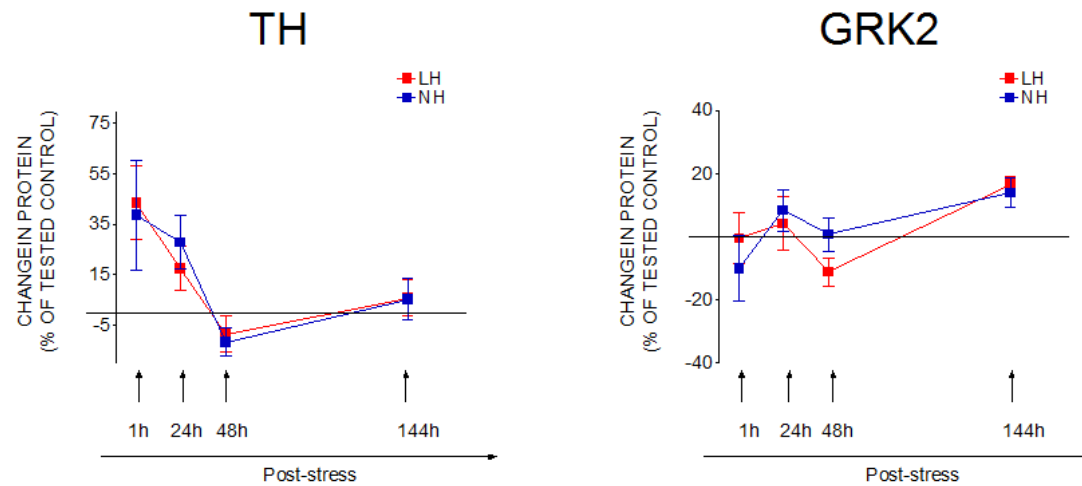 TH
LH
NH
CHANGEIN PROTEIN
(% OF TESTED CONTROL)
75
55
35
15
-5
1h
24h
48h
144h
Post-stress
GRK2
LH
NH
CHANGEIN PROTEIN
(% OF TESTED CONTROL)
40
20
0
-20
-40
1h
24h
48h
144h
Post-stress